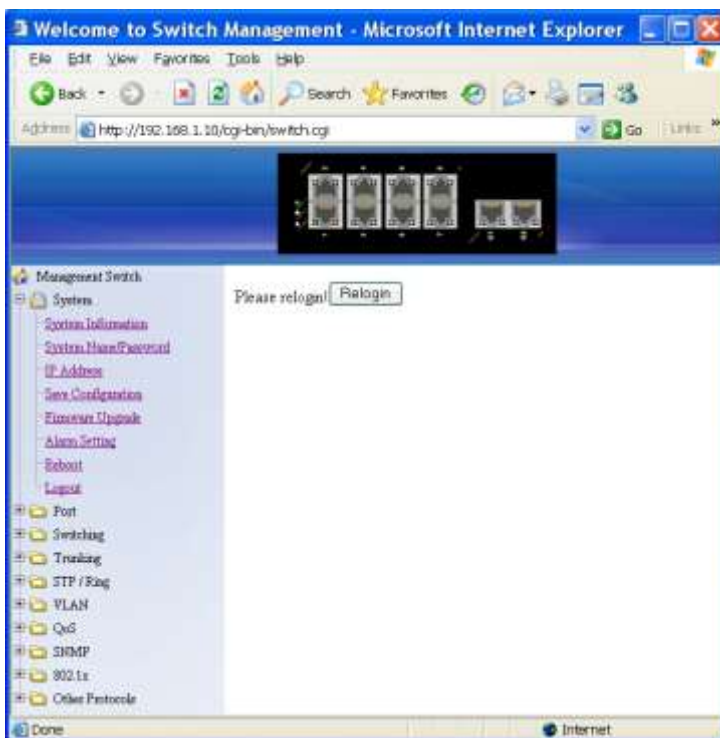 Welcome to Switch Management - Microsoft Internet Explorer
File Edit View Favorites Tools Help
Back Search Favorites
Address http://192.168.1.10/cgi-bin/switch.cgi Go Links »
Management Switch
System
System Information
System Name/Password
IP Address
Save Configuration
Firmware Upgrade
Alarm Setting
Reboot
Logout
Port
Switching
Trunking
STP / Ring
VLAN
QoS
SNMP
802.1x
Other Protocols
Please relogin! Relogin
Done Internet